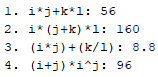 1. i*j+k*l: 56
2. i*(j+k)*l: 160
3. (i*j)+(k/l): 8.8
4. (i+j)*i^j: 96